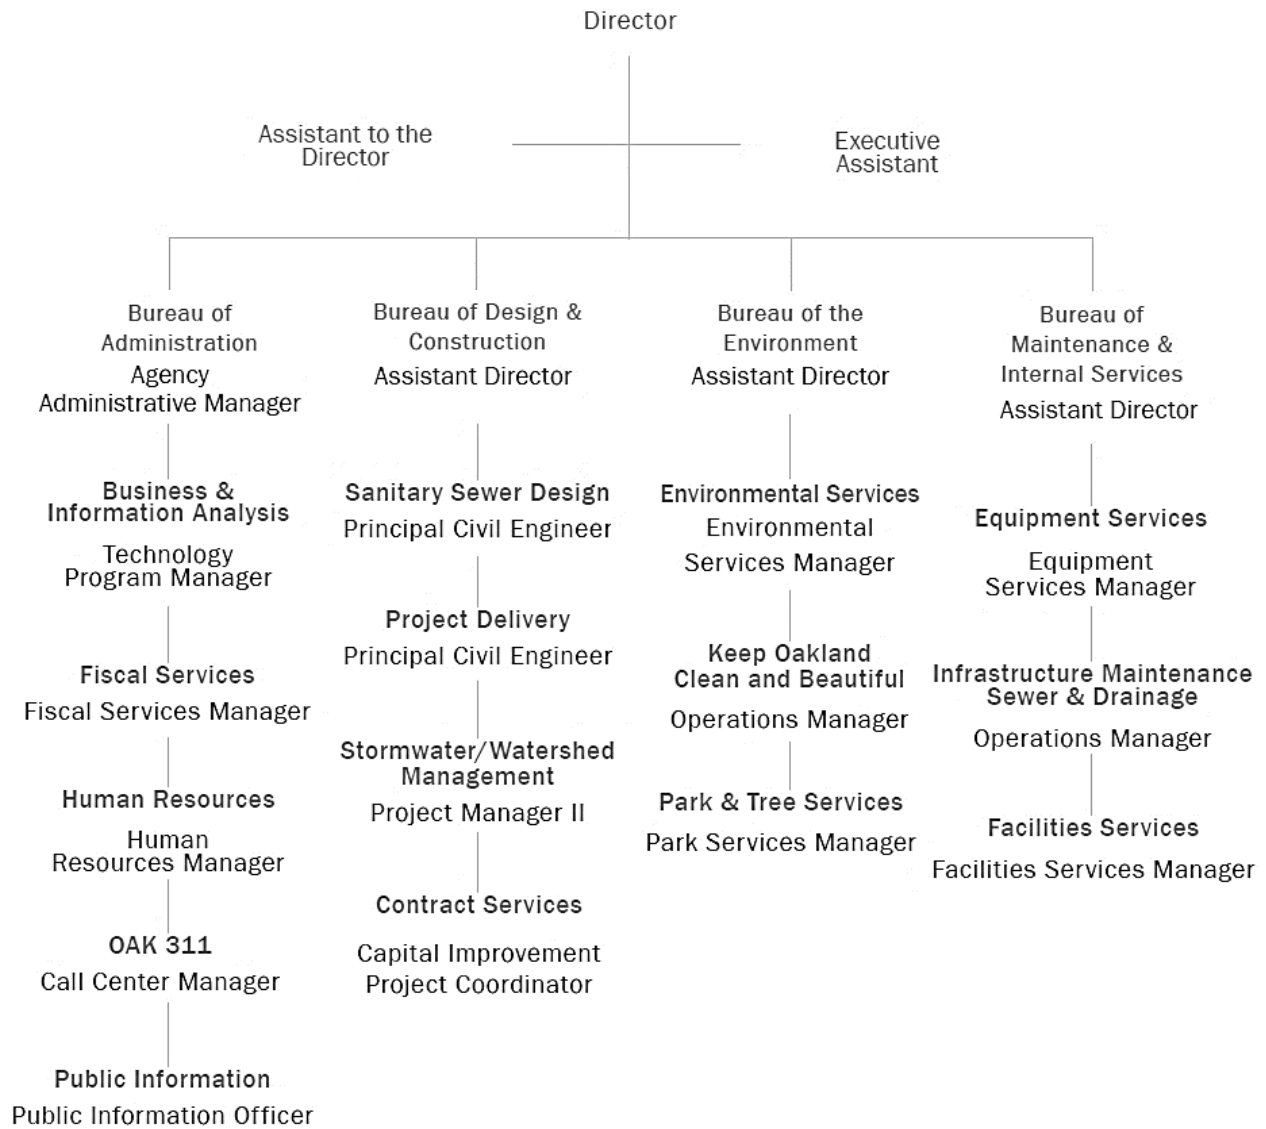 Director
Assistant to the
Director
Executive
Assistant
Bureau of
Administration
Agency
Administrative Manager
Business &
Information Analysis
Technology
Program Manager
Fiscal Services
Fiscal Services Manager
Human Resources
Human
Resources Manager
OAK 311
Call Center Manager
Public Information
Public Information Officer
Bureau of Design &
Construction
Assistant Director
Sanitary Sewer Design
Principal Civil Engineer
Project Delivery
Principal Civil Engineer
Stormwater/Watershed
Management
Project Manager II
Contract Services
Capital Improvement
Project Coordinator
Bureau of the
Environment
Assistant Director
Environmental Services
Environmental
Services Manager
Keep Oakland
Clean and Beautiful
Operations Manager
Park & Tree Services
Park Services Manager
Bureau of
Maintenance &
Internal Services
Assistant Director
Equipment Services
Equipment
Services Manager
Infrastructure Maintenance
Sewer & Drainage
Operations Manager
Facilities Services
Facilities Services Manager